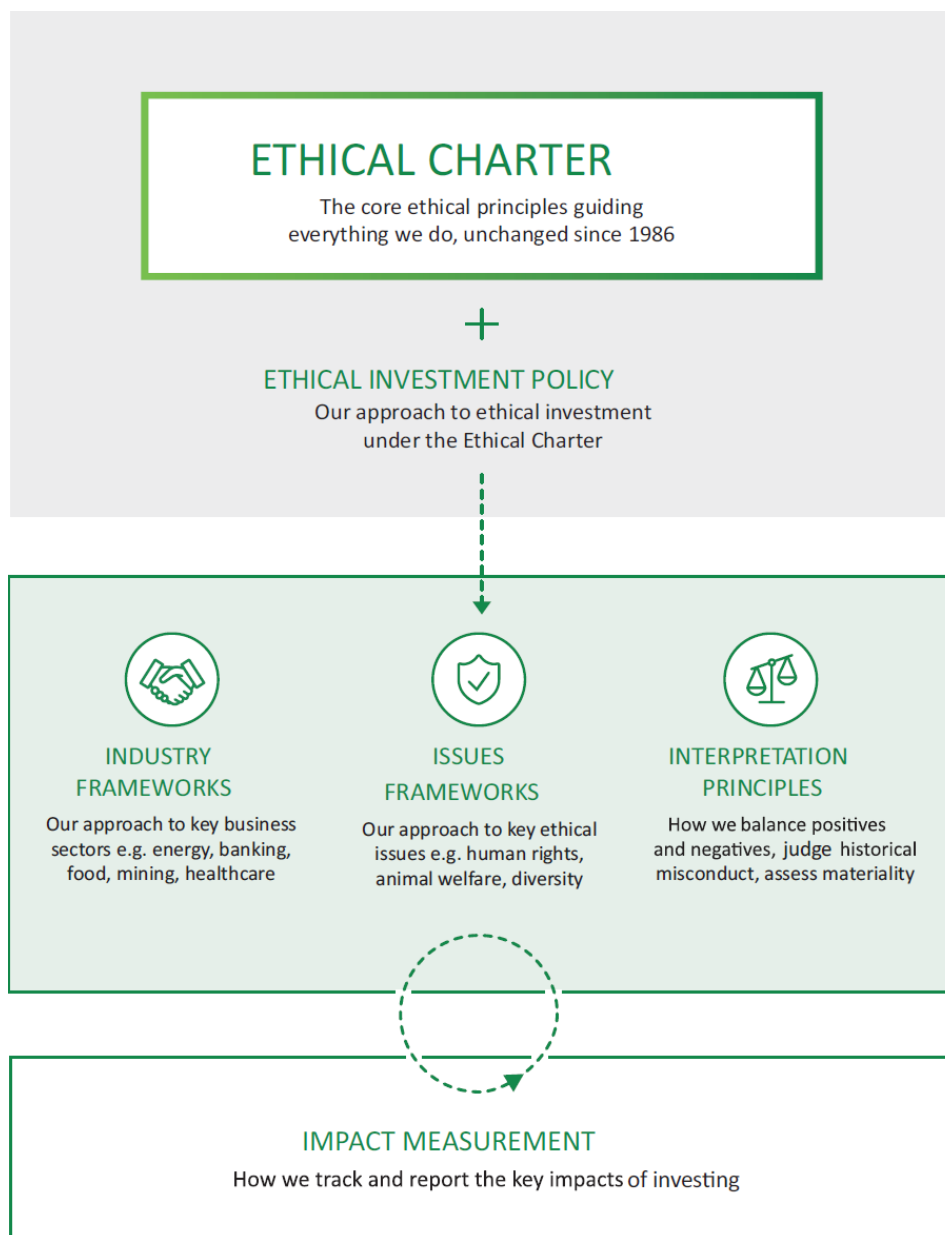 ETHICAL CHARTER
The core ethical principles guiding
everything we do, unchanged since 1986
ETHICAL INVESTMENT POLICY
Our approach to ethical investment
under the Ethical Charter
INDUSTRY
FRAMEWORKS
Our approach to key business
sectors e.g. energy, banking,
food, mining, healthcare
ISSUES
FRAMEWORKS
Our approach to key ethical
issues e.g. human rights,
animal welfare, diversity
INTERPRETATION
PRINCIPLES
How we balance positives
and negatives, judge historical
misconduct, assess materiality
IMPACT MEASUREMENT
How we track and report the key impacts of investing